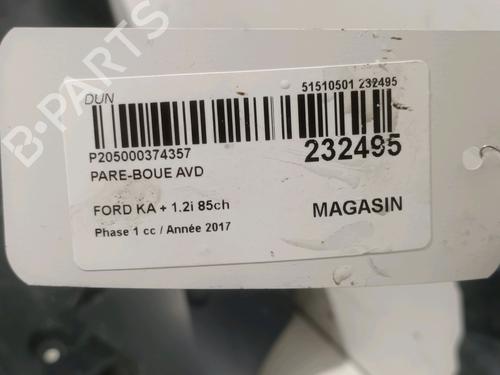 B-PARTS
DUN
51510501 232495
P205000374357
232495
PARE-BOUE AVD
FORD KA + 1.2i 85ch
MAGASIN
Phase 1 cc / Année 2017